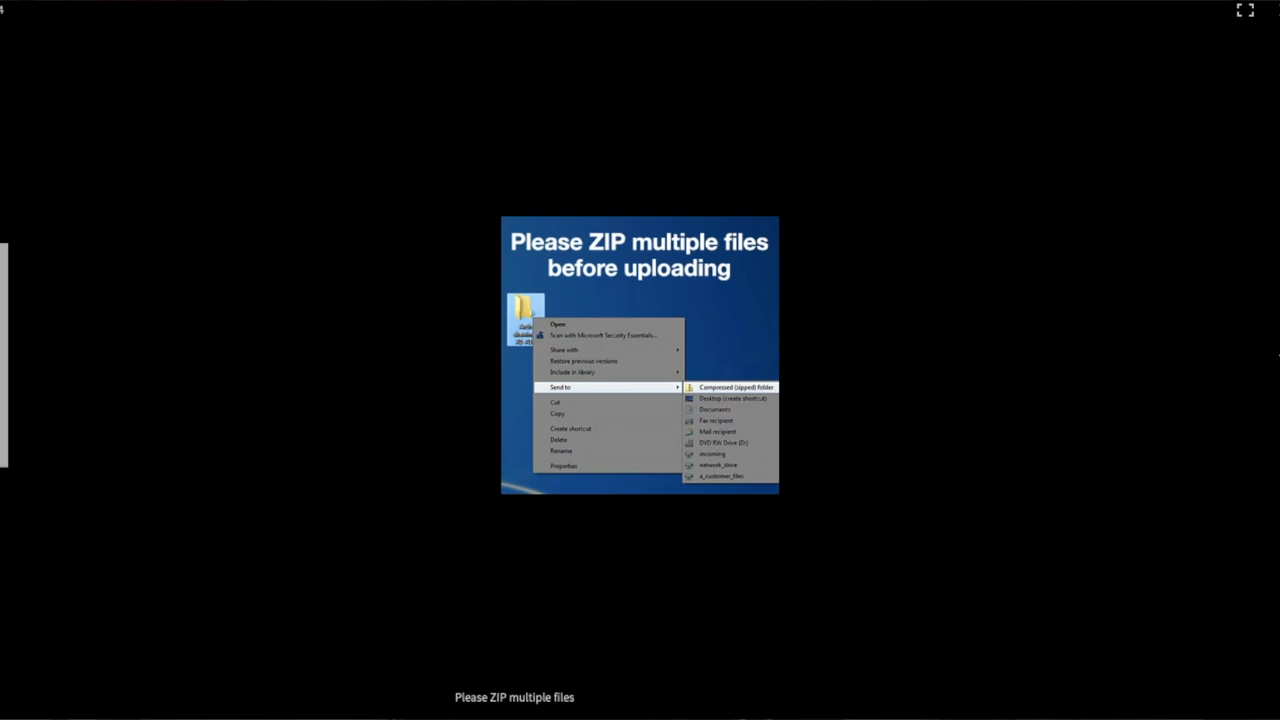 4
Please ZIP multiple files
before uploading
Open
Scan with Microsoft Security Essentials...
Share with
Restore previous versions
Include in library
Send to
Cut
Copy
Create shortcut
Delete
Rename
Properties
Compressed (zipped) folder
Desktop (create shortcut)
Documents
Fax recipient
Mail recipient
DVD RW Drive (D:)
incoming
network_drive
a_customer_files
Please ZIP multiple files